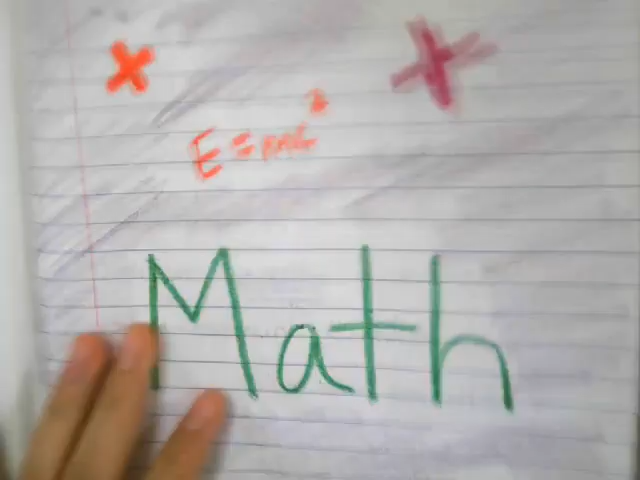 × ×
E = mc²
Math